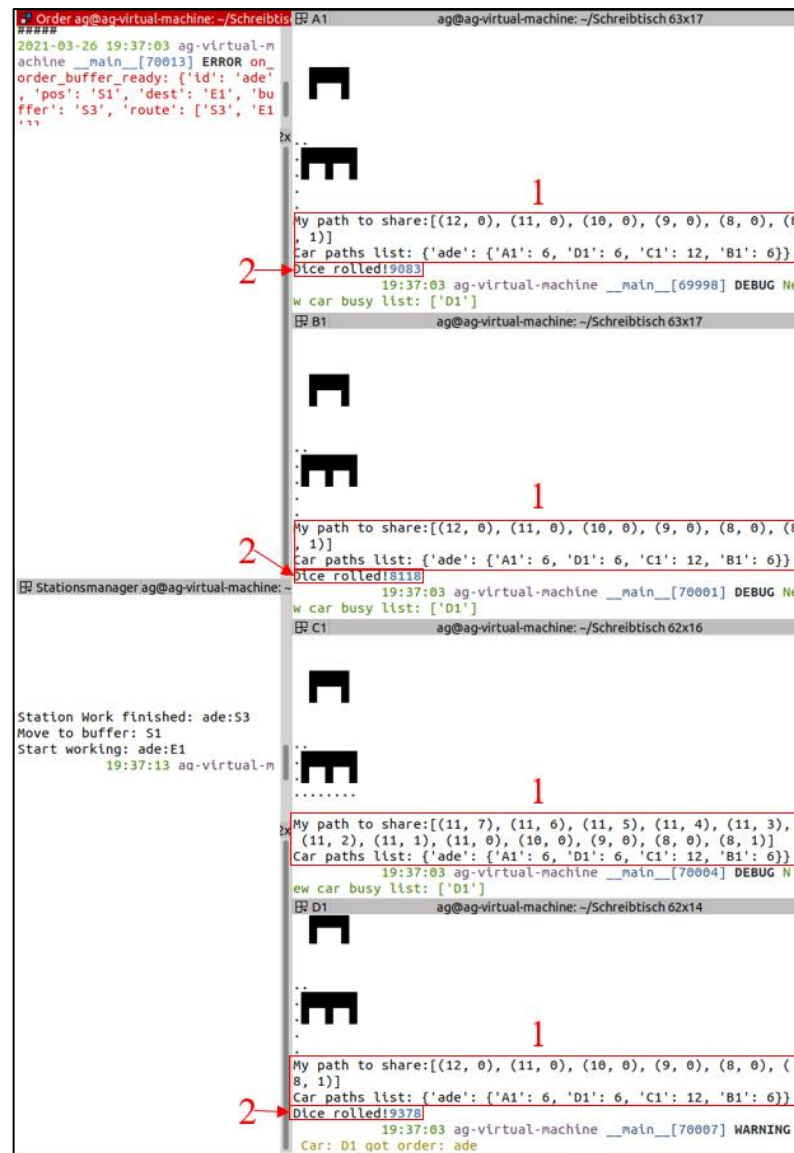 Order ag@ag-virtual-machine: ~/Schreibtis
#####
2021-03-26 19:37:03 ag-virtual-m
achine __main__[70013] ERROR on_
order_buffer_ready: {'id': 'ade'
, 'pos': 'S1', 'dest': 'E1', 'bu
ffer': 'S3', 'route': ['S3', 'E1
']}
2x
Stationsmanager ag@ag-virtual-machine: ~
Station Work finished: ade:S3
Move to buffer: S1
Start working: ade:E1
19:37:13 ag-virtual-m
2x
A1 ag@ag-virtual-machine: ~/Schreibtisch 63x17
..
.
.
.
1
My path to share:[(12, 0), (11, 0), (10, 0), (9, 0), (8, 0), (8
, 1)]
Car paths list: {'ade': {'A1': 6, 'D1': 6, 'C1': 12, 'B1': 6}}
2
Dice rolled!9083
19:37:03 ag-virtual-machine __main__[69998] DEBUG Ne
w car busy list: ['D1']
B1 ag@ag-virtual-machine: ~/Schreibtisch 63x17
..
.
.
.
1
My path to share:[(12, 0), (11, 0), (10, 0), (9, 0), (8, 0), (8
, 1)]
Car paths list: {'ade': {'A1': 6, 'D1': 6, 'C1': 12, 'B1': 6}}
2
Dice rolled!8118
19:37:03 ag-virtual-machine __main__[70001] DEBUG Ne
w car busy list: ['D1']
C1 ag@ag-virtual-machine: ~/Schreibtisch 62x16
..
.
.
........
1
My path to share:[(11, 7), (11, 6), (11, 5), (11, 4), (11, 3),
(11, 2), (11, 1), (11, 0), (10, 0), (9, 0), (8, 0), (8, 1)]
Car paths list: {'ade': {'A1': 6, 'D1': 6, 'C1': 12, 'B1': 6}}
19:37:03 ag-virtual-machine __main__[70004] DEBUG N
ew car busy list: ['D1']
D1 ag@ag-virtual-machine: ~/Schreibtisch 62x14
..
.
.
.
1
My path to share:[(12, 0), (11, 0), (10, 0), (9, 0), (8, 0), (
8, 1)]
Car paths list: {'ade': {'A1': 6, 'D1': 6, 'C1': 12, 'B1': 6}}
2
Dice rolled!9378
19:37:03 ag-virtual-machine __main__[70007] WARNING
Car: D1 got order: ade